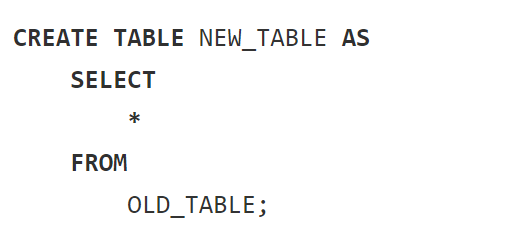 CREATE TABLE NEW_TABLE AS
SELECT
*
FROM
OLD_TABLE;